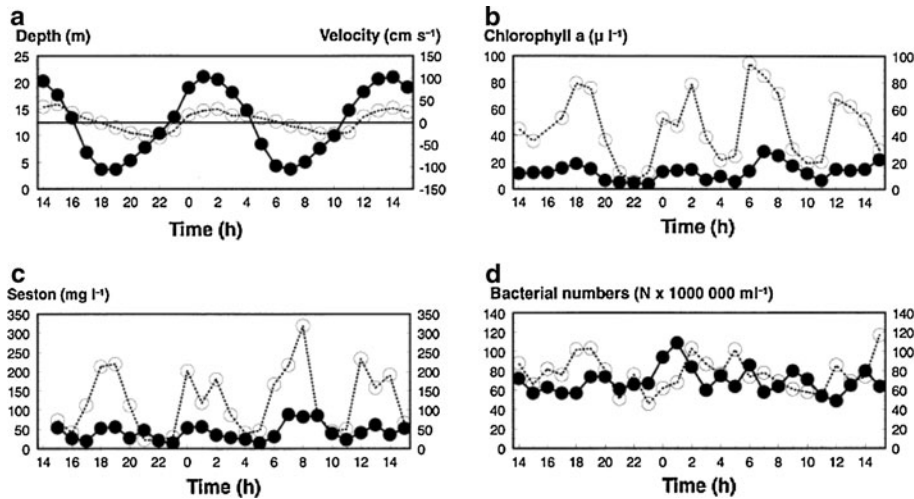 a
Depth (m) Velocity (cm s⁻¹)
25 150
20 100
15 50
10 0
5 -50
0 -100
-150
14 16 18 20 22 0 2 4 6 8 10 12 14
Time (h)
b
Chlorophyll a (µ l⁻¹)
100 100
80 80
60 60
40 40
20 20
0 0
14 16 18 20 22 0 2 4 6 8 10 12 14
Time (h)
c
Seston (mg l⁻¹)
350 350
300 300
250 250
200 200
150 150
100 100
50 50
0 0
14 16 18 20 22 0 2 4 6 8 10 12 14
Time (h)
d
Bacterial numbers (N x 1000 000 ml⁻¹)
140 140
120 120
100 100
80 80
60 60
40 40
20 20
0 0
14 16 18 20 22 0 2 4 6 8 10 12 14
Time (h)